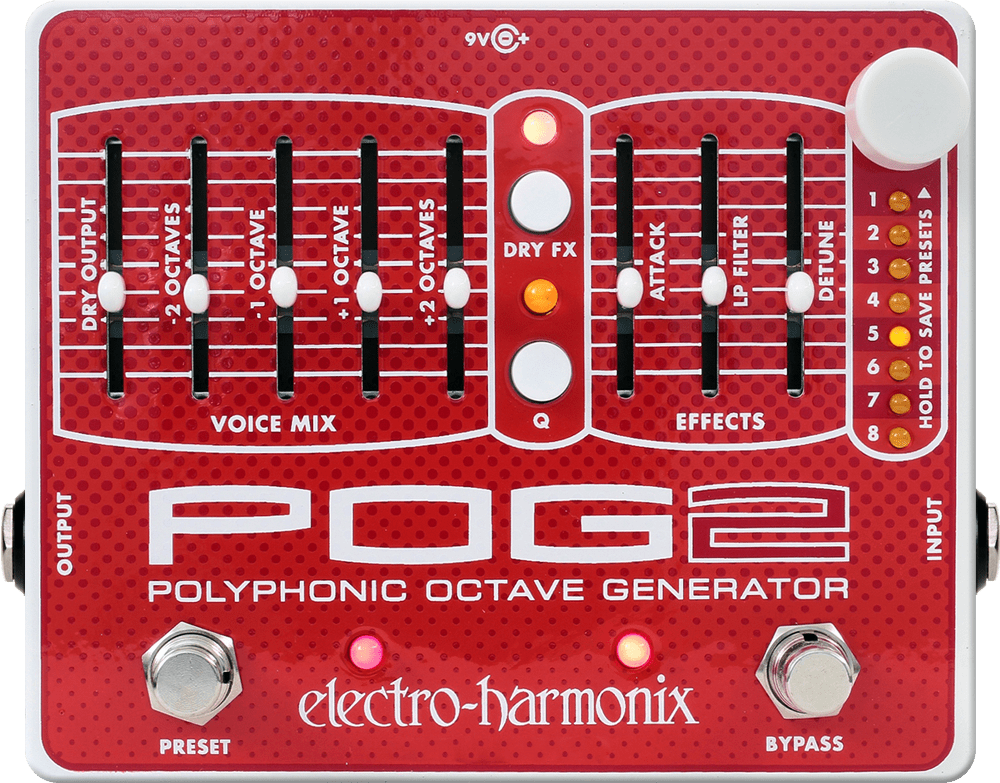 9V +
DRY OUTPUT
-2 OCTAVES
-1 OCTAVE
+1 OCTAVE
+2 OCTAVES
VOICE MIX
DRY FX
Q
ATTACK
LP FILTER
DETUNE
EFFECTS
1
2
3
4
5
6
7
8
HOLD TO SAVE PRESETS
OUTPUT
INPUT
POG2
POLYPHONIC OCTAVE GENERATOR
electro-harmonix
PRESET
BYPASS